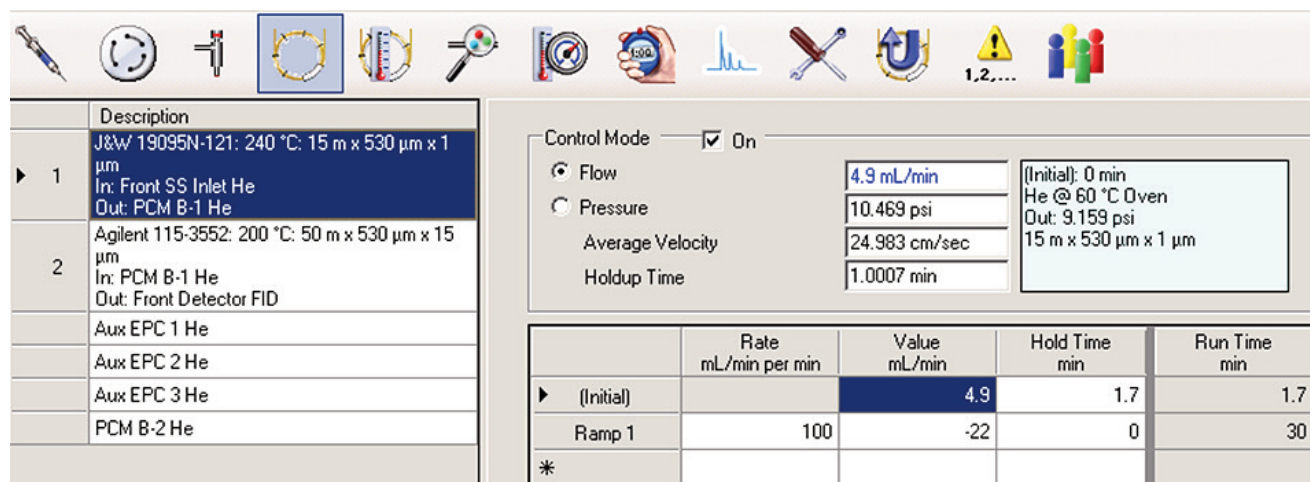 1:00
1,2,...
Description
1
J&W 19095N-121: 240 °C: 15 m x 530 µm x 1
µm
In: Front SS Inlet He
Out: PCM B-1 He
2
Agilent 115-3552: 200 °C: 50 m x 530 µm x 15
µm
In: PCM B-1 He
Out: Front Detector FID
Aux EPC 1 He
Aux EPC 2 He
Aux EPC 3 He
PCM B-2 He
Control Mode On
Flow 4.9 mL/min
Pressure 10.469 psi
Average Velocity 24.983 cm/sec
Holdup Time 1.0007 min
(Initial): 0 min
He @ 60 °C Oven
Out: 9.159 psi
15 m x 530 µm x 1 µm
Rate Value Hold Time Run Time
mL/min per min mL/min min min
(Initial) 4.9 1.7 1.7
Ramp 1 100 -22 0 30
*